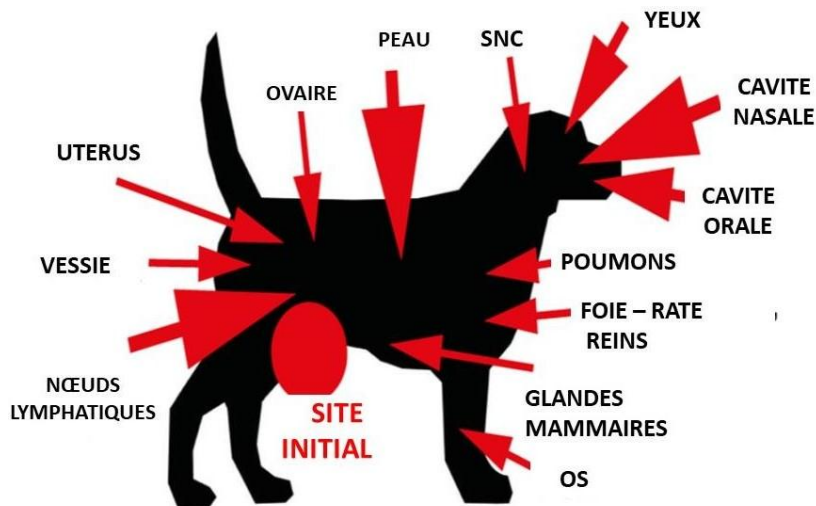 YEUX
PEAU
SNC
CAVITE
NASALE
OVAIRE
UTERUS
CAVITE
ORALE
VESSIE
POUMONS
FOIE – RATE
REINS
NŒUDS
LYMPHATIQUES
SITE
INITIAL
GLANDES
MAMMAIRES
OS